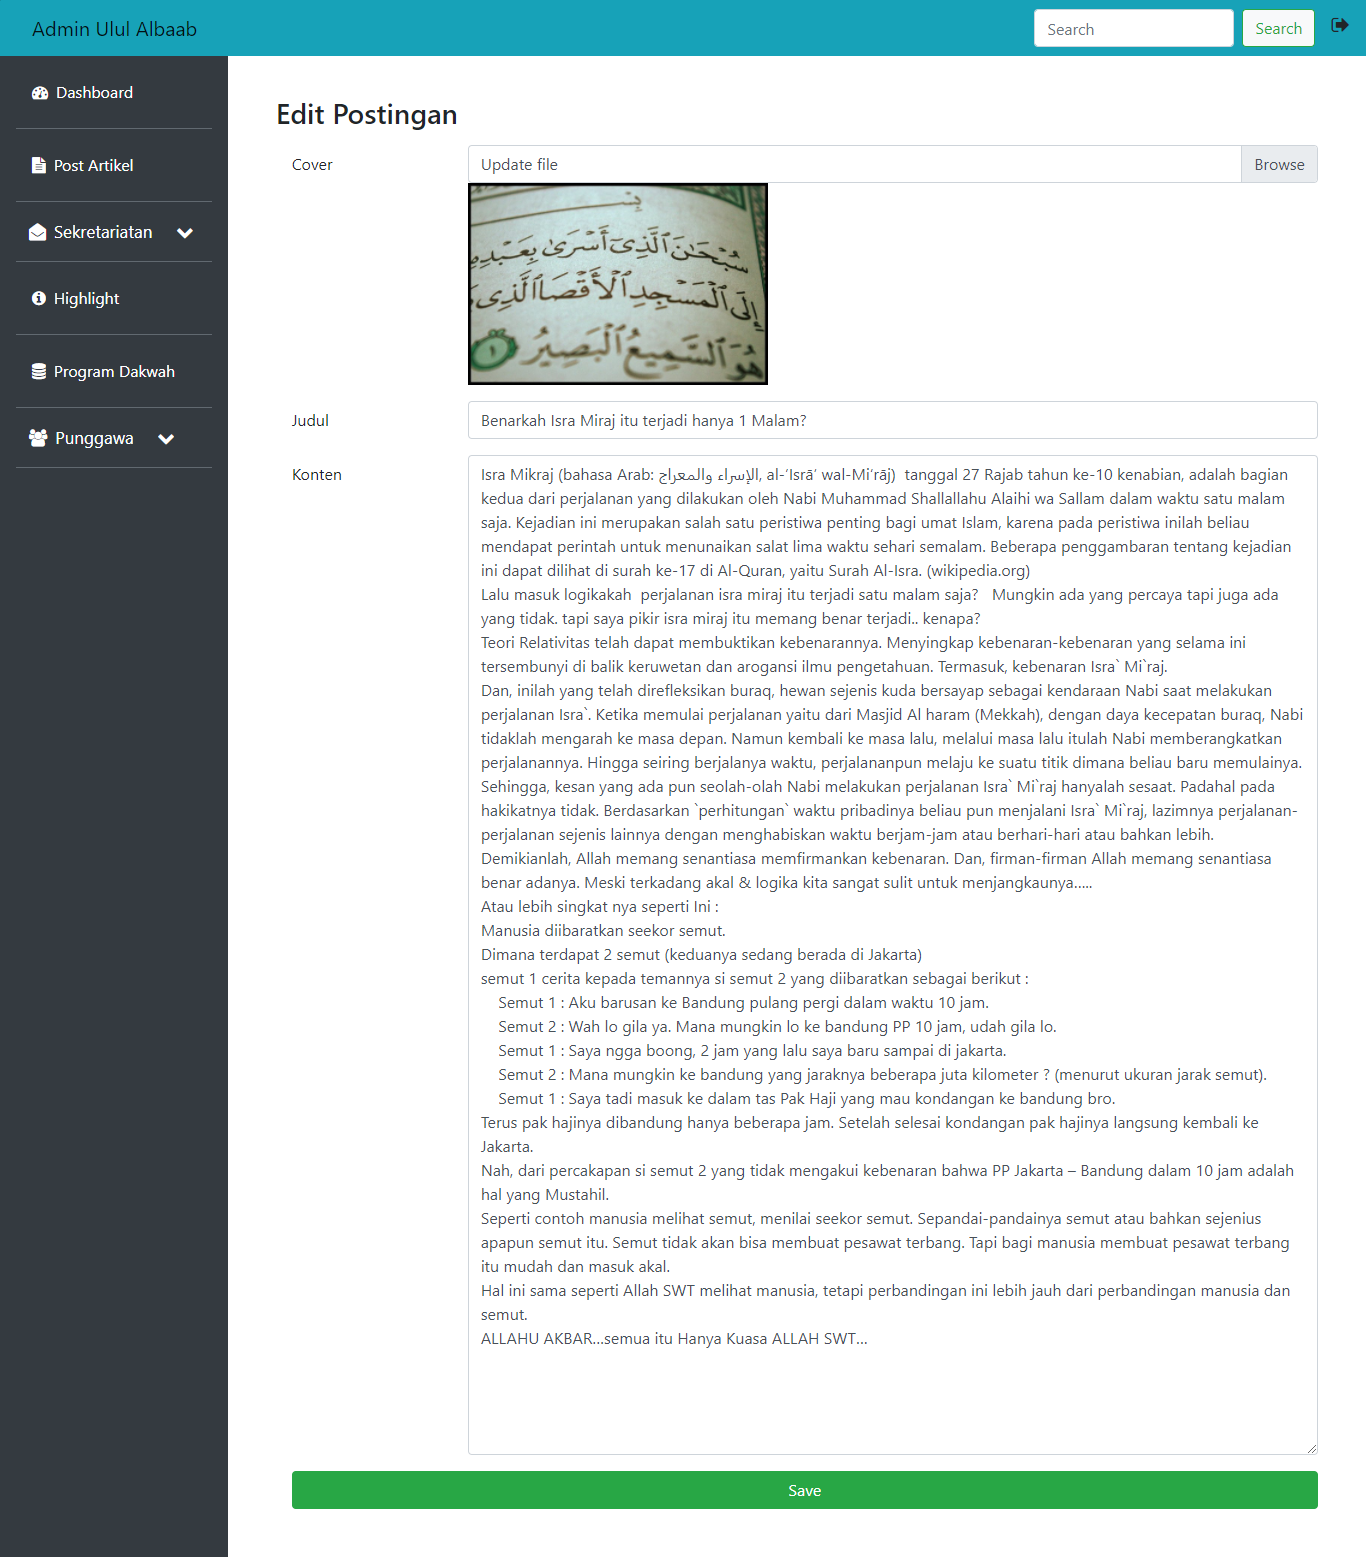 Admin Ulul Albaab
Search
Search
Dashboard
Post Artikel
Sekretariatan
Highlight
Program Dakwah
Punggawa
Edit Postingan
Cover
Update file
Browse
سُبْحَٰنَ ٱلَّذِىٓ أَسْرَىٰ بِعَبْدِهِ
إِلَى ٱلْمَسْجِدِ ٱلْأَقْصَا ٱلَّذِى
هُوَ ٱلسَّمِيعُ ٱلْبَصِيرُ ١
Judul
Benarkah Isra Miraj itu terjadi hanya 1 Malam?
Konten
Isra Mikraj (bahasa Arab: الإسراء والمعراج, al-’Isrā’ wal-Mi‘rāj)  tanggal 27 Rajab tahun ke-10 kenabian, adalah bagian
kedua dari perjalanan yang dilakukan oleh Nabi Muhammad Shallallahu Alaihi wa Sallam dalam waktu satu malam
saja. Kejadian ini merupakan salah satu peristiwa penting bagi umat Islam, karena pada peristiwa inilah beliau
mendapat perintah untuk menunaikan salat lima waktu sehari semalam. Beberapa penggambaran tentang kejadian
ini dapat dilihat di surah ke-17 di Al-Quran, yaitu Surah Al-Isra. (wikipedia.org)
Lalu masuk logikakah  perjalanan isra miraj itu terjadi satu malam saja?   Mungkin ada yang percaya tapi juga ada
yang tidak. tapi saya pikir isra miraj itu memang benar terjadi.. kenapa?
Teori Relativitas telah dapat membuktikan kebenarannya. Menyingkap kebenaran-kebenaran yang selama ini
tersembunyi di balik keruwetan dan arogansi ilmu pengetahuan. Termasuk, kebenaran Isra` Mi`raj.
Dan, inilah yang telah direfleksikan buraq, hewan sejenis kuda bersayap sebagai kendaraan Nabi saat melakukan
perjalanan Isra`. Ketika memulai perjalanan yaitu dari Masjid Al haram (Mekkah), dengan daya kecepatan buraq, Nabi
tidaklah mengarah ke masa depan. Namun kembali ke masa lalu, melalui masa lalu itulah Nabi memberangkatkan
perjalanannya. Hingga seiring berjalanya waktu, perjalananpun melaju ke suatu titik dimana beliau baru memulainya.
Sehingga, kesan yang ada pun seolah-olah Nabi melakukan perjalanan Isra` Mi`raj hanyalah sesaat. Padahal pada
hakikatnya tidak. Berdasarkan `perhitungan` waktu pribadinya beliau pun menjalani Isra` Mi`raj, lazimnya perjalanan-
perjalanan sejenis lainnya dengan menghabiskan waktu berjam-jam atau berhari-hari atau bahkan lebih.
Demikianlah, Allah memang senantiasa memfirmankan kebenaran. Dan, firman-firman Allah memang senantiasa
benar adanya. Meski terkadang akal & logika kita sangat sulit untuk menjangkaunya.....
Atau lebih singkat nya seperti Ini :
Manusia diibaratkan seekor semut.
Dimana terdapat 2 semut (keduanya sedang berada di Jakarta)
semut 1 cerita kepada temannya si semut 2 yang diibaratkan sebagai berikut :
Semut 1 : Aku barusan ke Bandung pulang pergi dalam waktu 10 jam.
Semut 2 : Wah lo gila ya. Mana mungkin lo ke bandung PP 10 jam, udah gila lo.
Semut 1 : Saya ngga boong, 2 jam yang lalu saya baru sampai di jakarta.
Semut 2 : Mana mungkin ke bandung yang jaraknya beberapa juta kilometer ? (menurut ukuran jarak semut).
Semut 1 : Saya tadi masuk ke dalam tas Pak Haji yang mau kondangan ke bandung bro.
Terus pak hajinya dibandung hanya beberapa jam. Setelah selesai kondangan pak hajinya langsung kembali ke
Jakarta.
Nah, dari percakapan si semut 2 yang tidak mengakui kebenaran bahwa PP Jakarta – Bandung dalam 10 jam adalah
hal yang Mustahil.
Seperti contoh manusia melihat semut, menilai seekor semut. Sepandai-pandainya semut atau bahkan sejenius
apapun semut itu. Semut tidak akan bisa membuat pesawat terbang. Tapi bagi manusia membuat pesawat terbang
itu mudah dan masuk akal.
Hal ini sama seperti Allah SWT melihat manusia, tetapi perbandingan ini lebih jauh dari perbandingan manusia dan
semut.
ALLAHU AKBAR...semua itu Hanya Kuasa ALLAH SWT...
Save